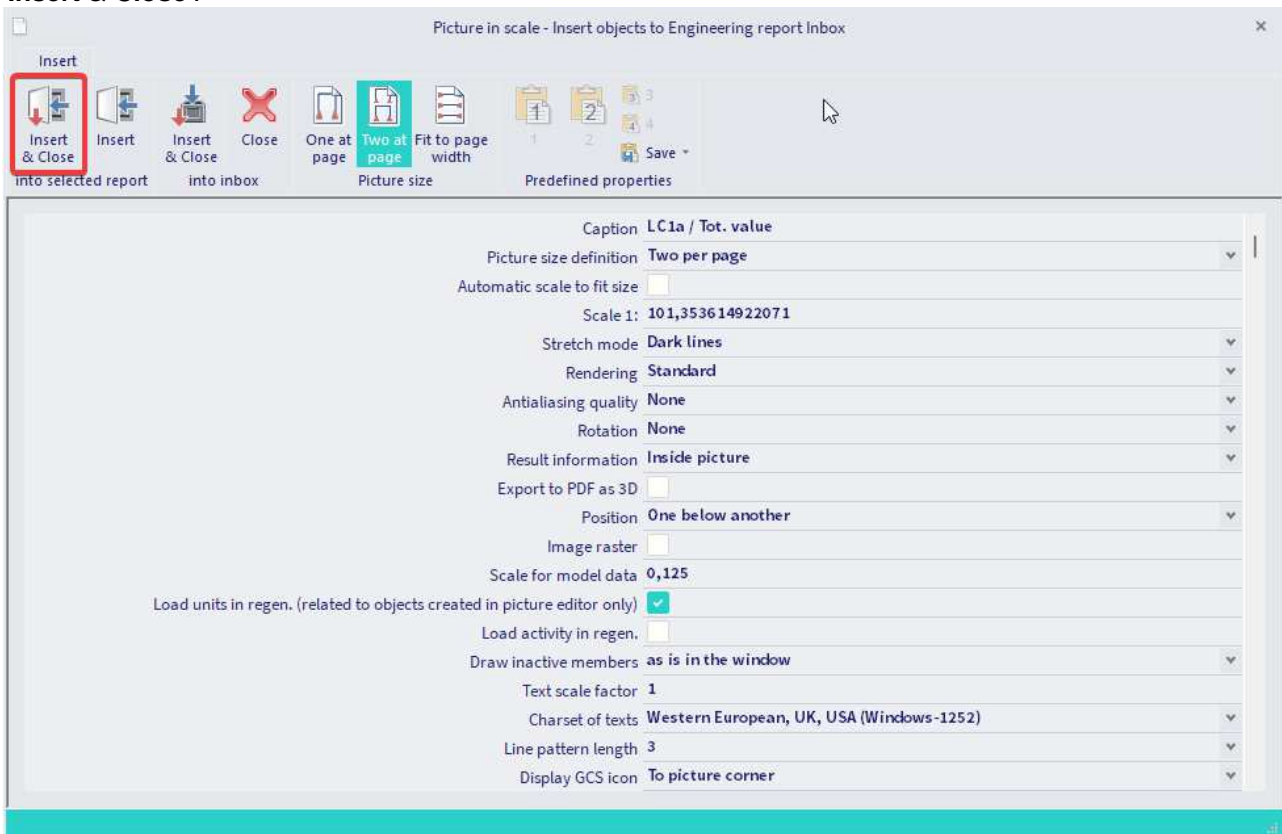 Insert & Close .
Picture in scale - Insert objects to Engineering report Inbox
Insert
Insert & Close
Insert
Insert & Close
Close
One at page
Two at page
Fit to page width
1
2
3
4
Save
into selected report
into inbox
Picture size
Predefined properties
Caption LC1a / Tot. value
Picture size definition Two per page
Automatic scale to fit size
Scale 1: 101,353614922071
Stretch mode Dark lines
Rendering Standard
Antialiasing quality None
Rotation None
Result information Inside picture
Export to PDF as 3D
Position One below another
Image raster
Scale for model data 0,125
Load units in regen. (related to objects created in picture editor only)
Load activity in regen.
Draw inactive members as is in the window
Text scale factor 1
Charset of texts Western European, UK, USA (Windows-1252)
Line pattern length 3
Display GCS icon To picture corner